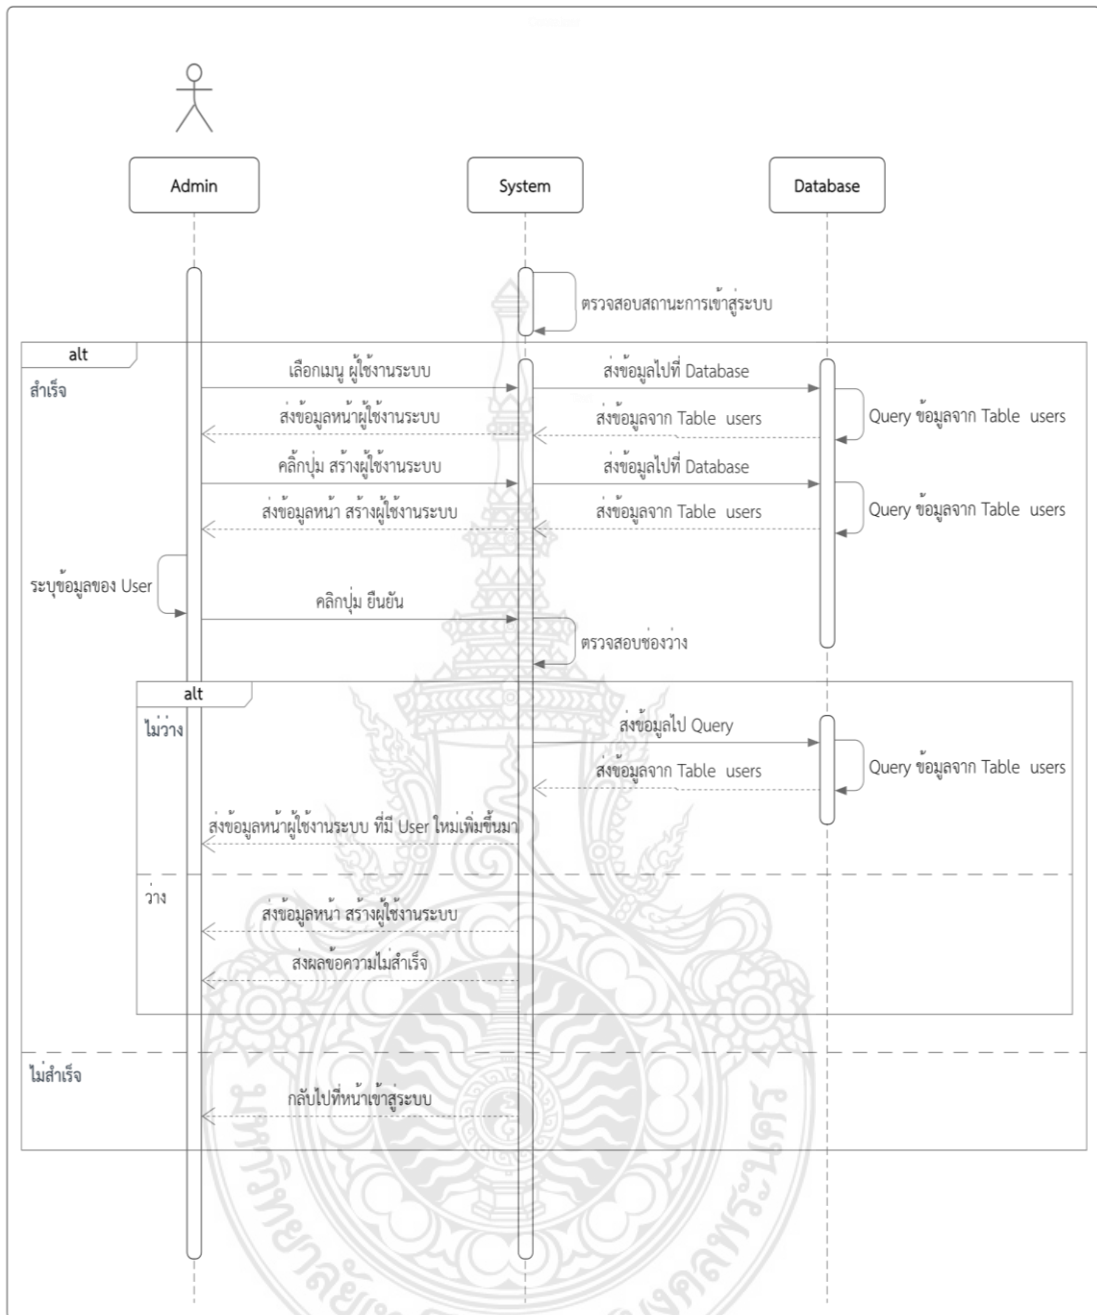 Admin
System
Database
ตรวจสอบสถานะการเข้าสู่ระบบ
alt
สำเร็จ
เลือกเมนู ผู้ใช้งานระบบ
ส่งข้อมูลไปที่ Database
Query ข้อมูลจาก Table users
ส่งข้อมูลหน้าผู้ใช้งานระบบ
ส่งข้อมูลจาก Table users
คลิ้กปุ่ม สร้างผู้ใช้งานระบบ
ส่งข้อมูลไปที่ Database
Query ข้อมูลจาก Table users
ส่งข้อมูลหน้า สร้างผู้ใช้งานระบบ
ส่งข้อมูลจาก Table users
ระบุข้อมูลของ User
คลิกปุ่ม ยืนยัน
ตรวจสอบช่องว่าง
alt
ไม่ว่าง
ส่งข้อมูลไป Query
Query ข้อมูลจาก Table users
ส่งข้อมูลจาก Table users
ส่งข้อมูลหน้าผู้ใช้งานระบบ ที่มี User ใหม่เพิ่มขึ้นมา
ว่าง
ส่งข้อมูลหน้า สร้างผู้ใช้งานระบบ
ส่งผลข้อความไม่สำเร็จ
ไม่สำเร็จ
กลับไปที่หน้าเข้าสู่ระบบ